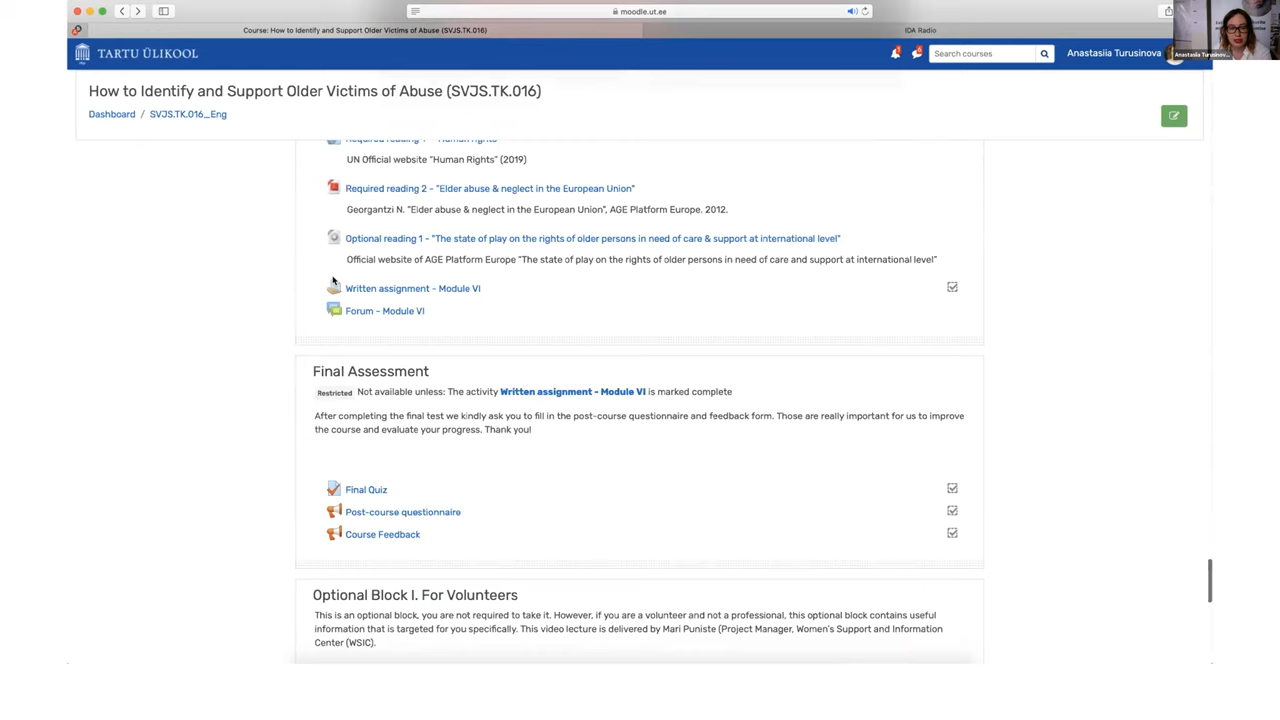 moodle.ut.ee
Course: How to Identify and Support Older Victims of Abuse (SVJS.TK.016)
IDA Radio
TARTU ÜLIKOOL
Search courses
Anastasiia Turusinova
Anastasiia Turusinov...
How to Identify and Support Older Victims of Abuse (SVJS.TK.016)
Dashboard / SVJS.TK.016_Eng
Required reading 1 - "Human rights"
UN Official website "Human Rights" (2019)
Required reading 2 - "Elder abuse & neglect in the European Union"
Georgantzi N. "Elder abuse & neglect in the European Union", AGE Platform Europe. 2012.
Optional reading 1 - "The state of play on the rights of older persons in need of care & support at international level"
Official website of AGE Platform Europe "The state of play on the rights of older persons in need of care and support at international level"
Written assignment - Module VI
Forum - Module VI
Final Assessment
Restricted Not available unless: The activity Written assignment - Module VI is marked complete
After completing the final test we kindly ask you to fill in the post-course questionnaire and feedback form. Those are really important for us to improve
the course and evaluate your progress. Thank you!
Final Quiz
Post-course questionnaire
Course Feedback
Optional Block I. For Volunteers
This is an optional block, you are not required to take it. However, if you are a volunteer and not a professional, this optional block contains useful
information that is targeted for you specifically. This video lecture is delivered by Mari Puniste (Project Manager, Women's Support and Information
Center (WSIC).